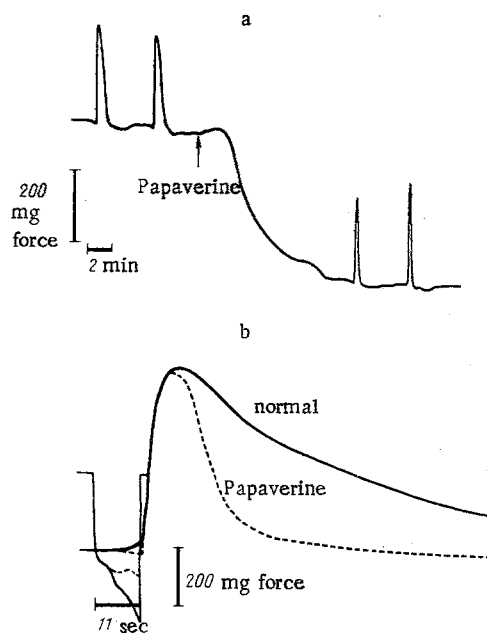 a
Papaverine
200
mg
force
2 min
b
normal
Papaverine
200 mg force
11 sec